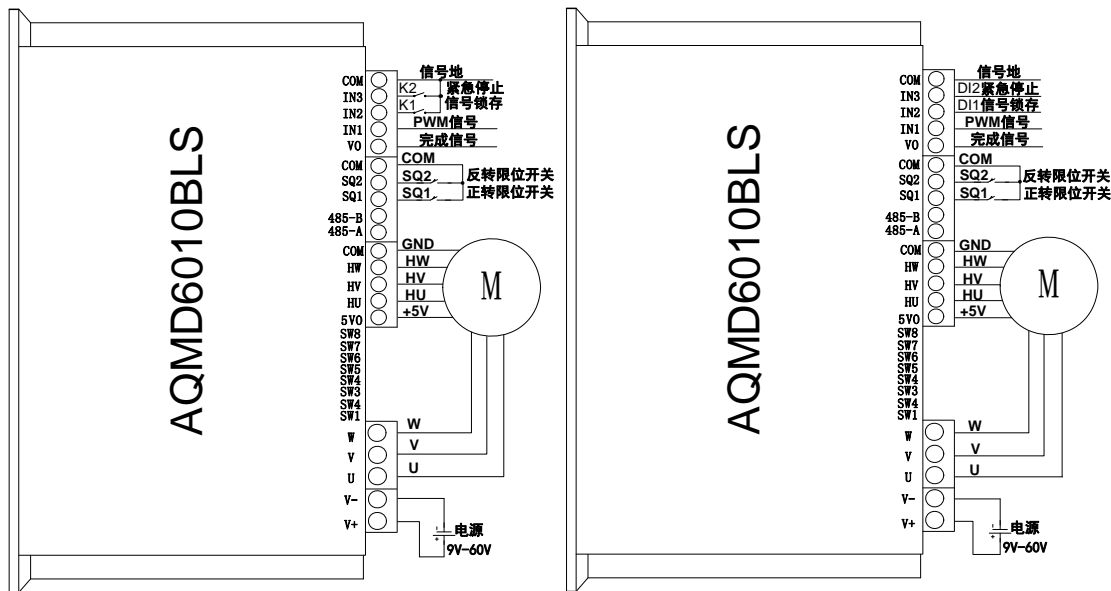 AQMD6010BLS
COM 信号地
IN3 K2 紧急停止
IN2 K1 信号锁存
IN1 PWM信号
VO 完成信号
COM COM
SQ2 SQ2 反转限位开关
SQ1 SQ1 正转限位开关
485-B
485-A
COM GND
HW HW
HV HV
HU HU
5VO +5V
M
SW8
SW7
SW6
SW5
SW4
SW3
SW4
SW1
W W
V V
U U
V-
V+ 电源
9V-60V
AQMD6010BLS
COM 信号地
IN3 DI2 紧急停止
IN2 DI1 信号锁存
IN1 PWM信号
VO 完成信号
COM COM
SQ2 SQ2 反转限位开关
SQ1 SQ1 正转限位开关
485-B
485-A
COM GND
HW HW
HV HV
HU HU
5VO +5V
M
SW8
SW7
SW6
SW5
SW4
SW3
SW4
SW1
W W
V V
U U
V-
V+ 电源
9V-60V